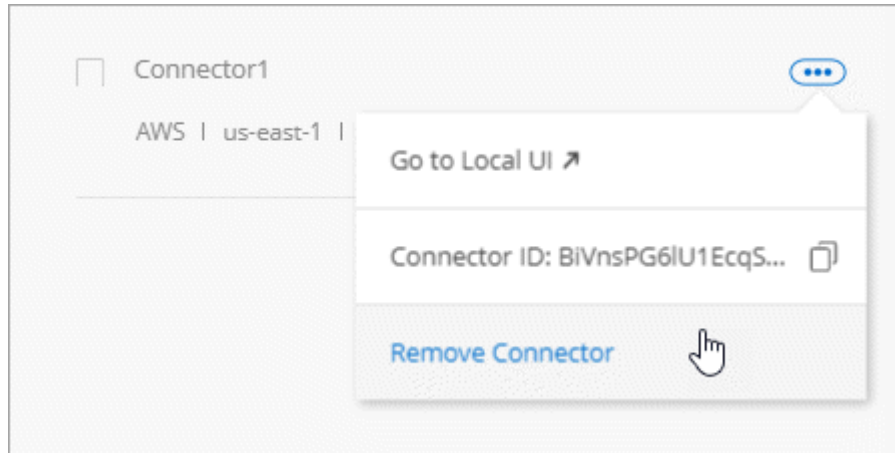 Connector1
AWS | us-east-1 |
Go to Local UI
Connector ID: BiVnsPG6lU1EcqS...
Remove Connector